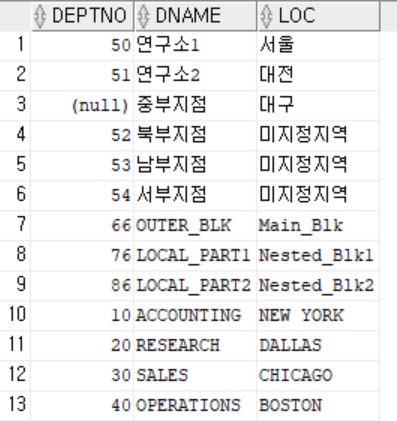 DEPTNO DNAME LOC
1 50 연구소1 서울
2 51 연구소2 대전
3 (null) 중부지점 대구
4 52 북부지점 미지정지역
5 53 남부지점 미지정지역
6 54 서부지점 미지정지역
7 66 OUTER_BLK Main_Blk
8 76 LOCAL_PART1 Nested_Blk1
9 86 LOCAL_PART2 Nested_Blk2
10 10 ACCOUNTING NEW YORK
11 20 RESEARCH DALLAS
12 30 SALES CHICAGO
13 40 OPERATIONS BOSTON